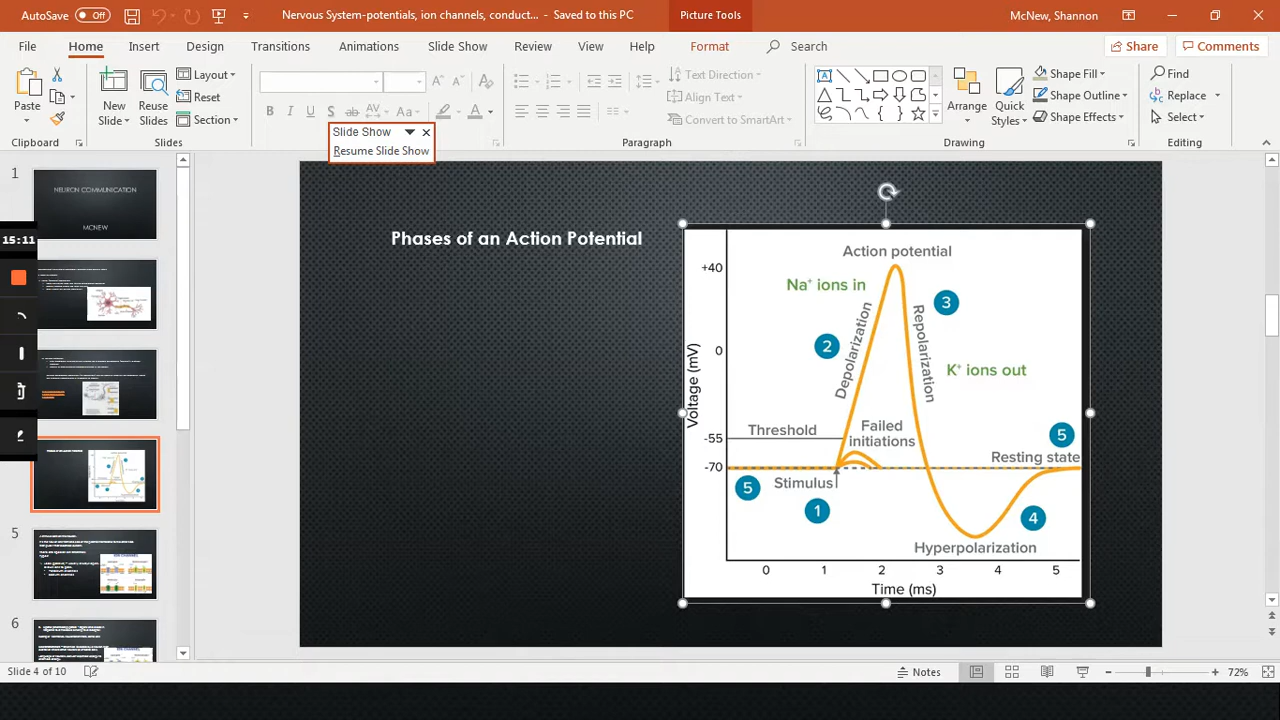 AutoSave Off
Nervous System-potentials, ion channels, conduct... - Saved to this PC
Picture Tools
McNew, Shannon
File Home Insert Design Transitions Animations Slide Show Review View Help Format Search
Share Comments
Paste
New Slide
Reuse Slides
Layout
Reset
Section
Text Direction
Align Text
Convert to SmartArt
Arrange
Quick Styles
Shape Fill
Shape Outline
Shape Effects
Find
Replace
Select
Clipboard Slides Paragraph Drawing Editing
Slide Show
Resume Slide Show
1
NEURON COMMUNICATION
MCNEW
15:11
5
6
Phases of an Action Potential
Action potential
+40
Na+ ions in
3
Depolarization
Repolarization
2
0
K+ ions out
Voltage (mV)
Threshold
Failed
initiations
-55
5
Resting state
-70
5
Stimulus
1
4
Hyperpolarization
0 1 2 3 4 5
Time (ms)
Slide 4 of 10
Notes
72%